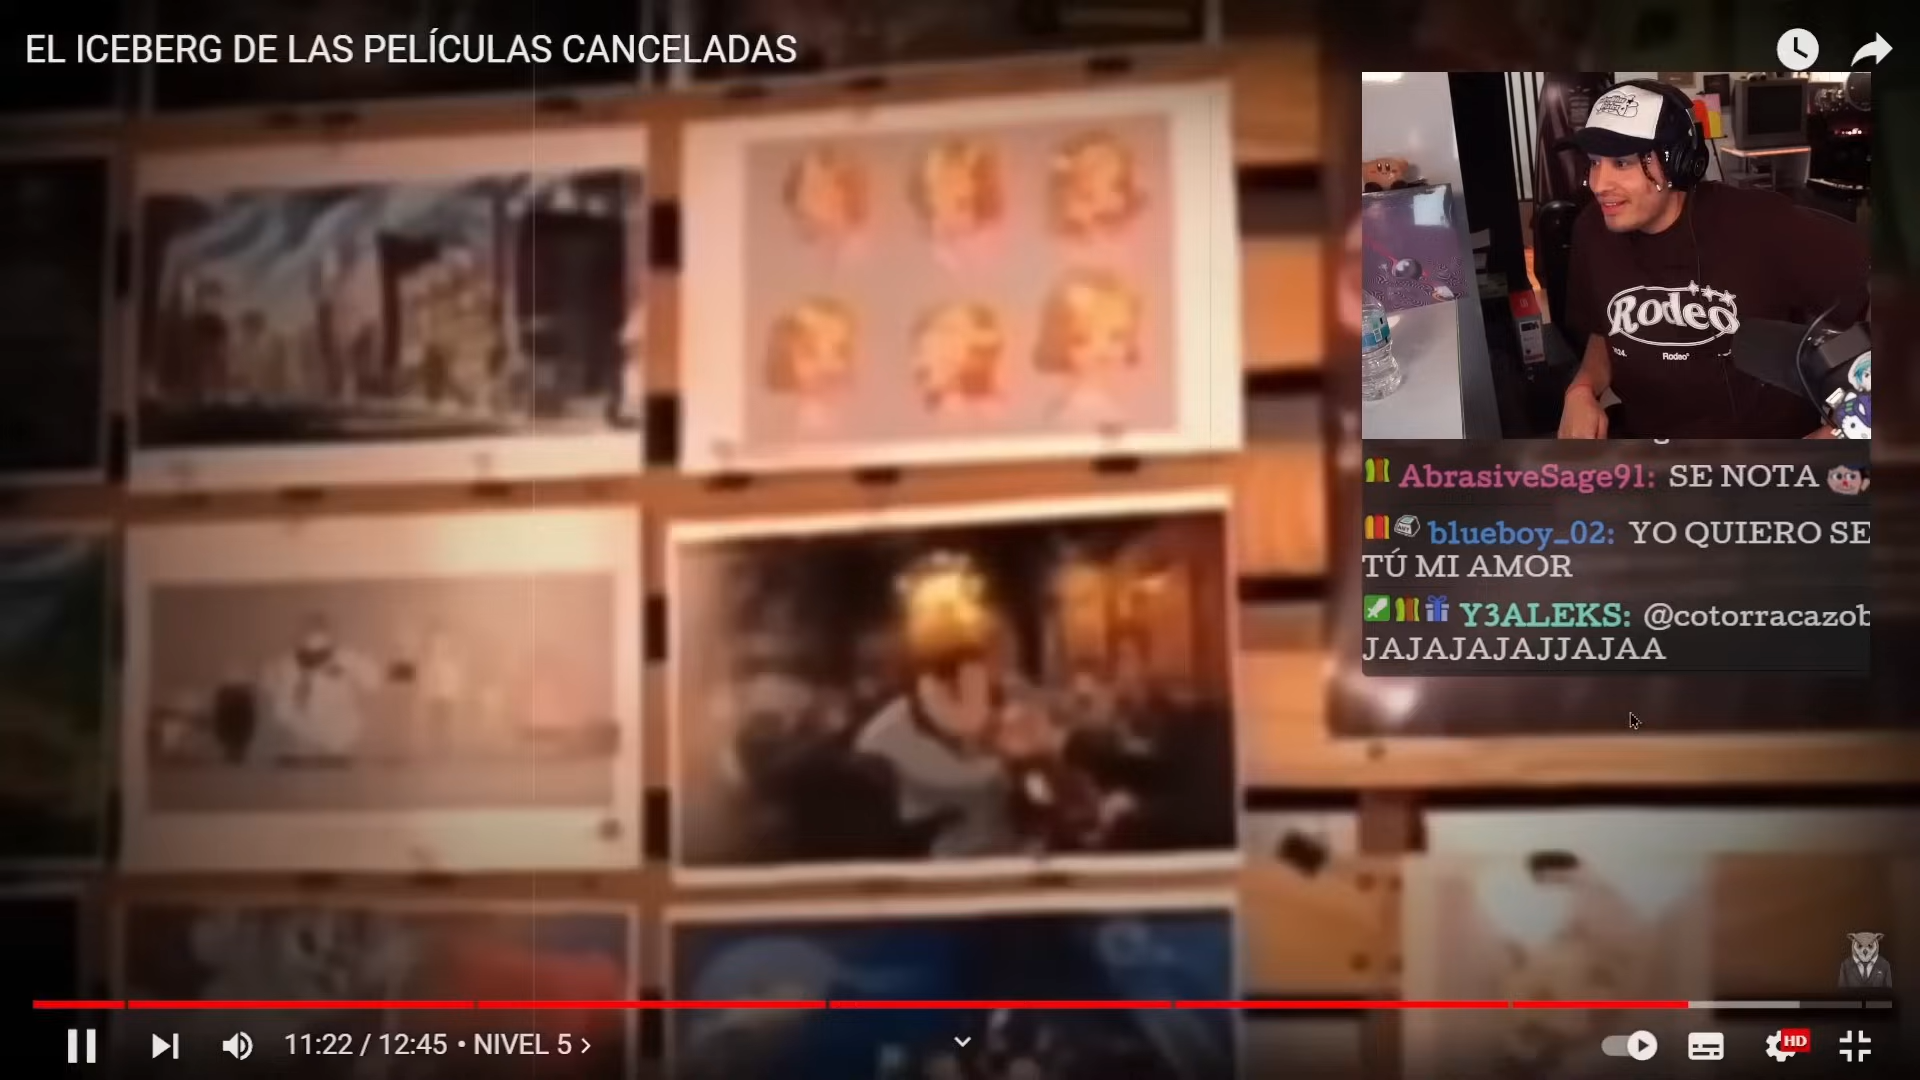 EL ICEBERG DE LAS PELÍCULAS CANCELADAS
Rodeo
Rodeo
AbrasiveSage91: SE NOTA
blueboy_02: YO QUIERO SE
TÚ MI AMOR
Y3ALEKS: @cotorracazob
JAJAJAJAJJAJAA
11:22 / 12:45 • NIVEL 5 ›
HD